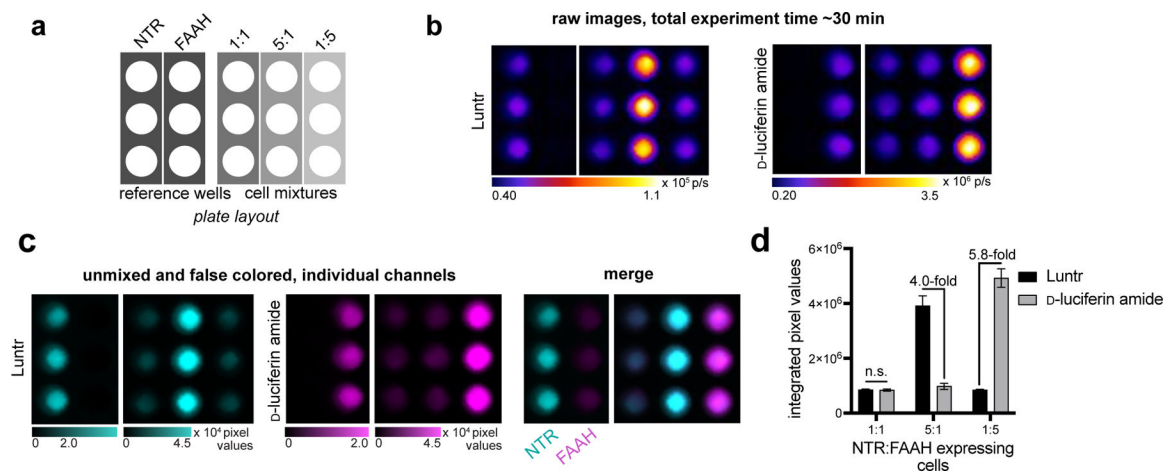 a
NTR FAAH 1:1 5:1 1:5
reference wells cell mixtures
plate layout
b
raw images, total experiment time ~30 min
Luntr
0.40 1.1 x 10⁵ p/s
D-luciferin amide
0.20 3.5 x 10⁶ p/s
c
unmixed and false colored, individual channels
merge
Luntr
0 2.0 0 4.5 x 10⁴ pixel values
D-luciferin amide
0 2.0 0 4.5 x 10⁴ pixel values
NTR FAAH
d
integrated pixel values
6×10⁶
4×10⁶
2×10⁶
0
n.s.
4.0-fold
5.8-fold
Luntr
D-luciferin amide
1:1 5:1 1:5
NTR:FAAH expressing
cells